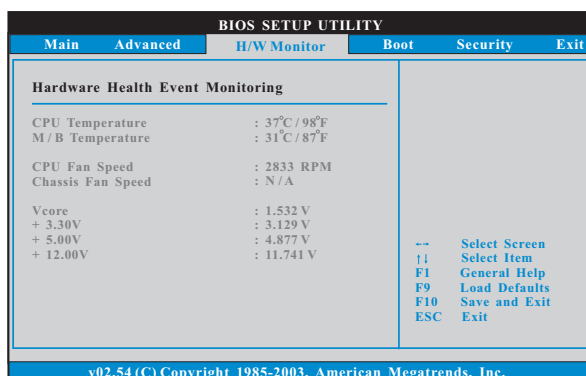 BIOS SETUP UTILITY
Main Advanced H/W Monitor Boot Security Exit
Hardware Health Event Monitoring
CPU Temperature : 37°C / 98°F
M / B Temperature : 31°C / 87°F
CPU Fan Speed : 2833 RPM
Chassis Fan Speed : N / A
Vcore : 1.532 V
+ 3.30V : 3.129 V
+ 5.00V : 4.877 V
+ 12.00V : 11.741 V
←→ Select Screen
↑↓ Select Item
F1 General Help
F9 Load Defaults
F10 Save and Exit
ESC Exit
v02.54 (C) Copyright 1985-2003, American Megatrends, Inc.